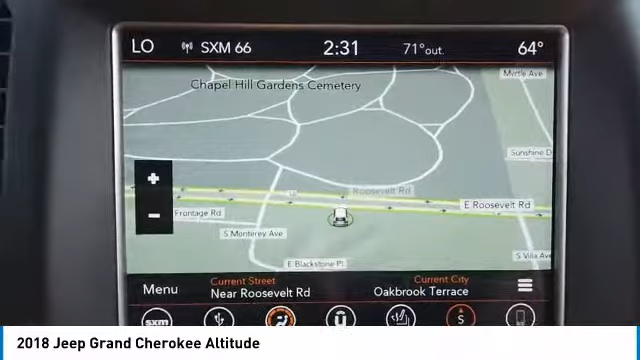 LO SXM 66 2:31 71°out. 64°
Myrtle Ave
Chapel Hill Gardens Cemetery
Sunshine D
Roosevelt Rd
E Roosevelt Rd
Frontage Rd
S Monterey Ave
S Villa Av
E Blackstone Pl
Menu
Current Street
Near Roosevelt Rd
Current City
Oakbrook Terrace
sxm
S
2018 Jeep Grand Cherokee Altitude